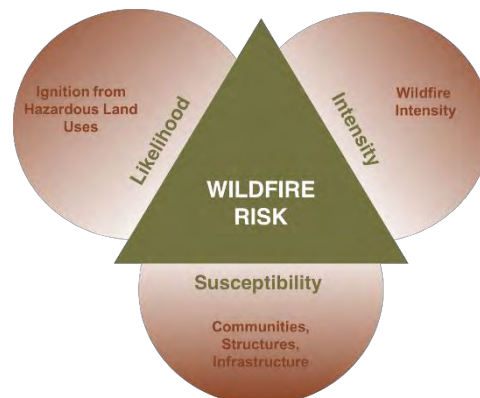 Ignition from
Hazardous Land
Uses
Likelihood
Intensity
Wildfire
Intensity
WILDFIRE
RISK
Susceptibility
Communities,
Structures,
Infrastructure